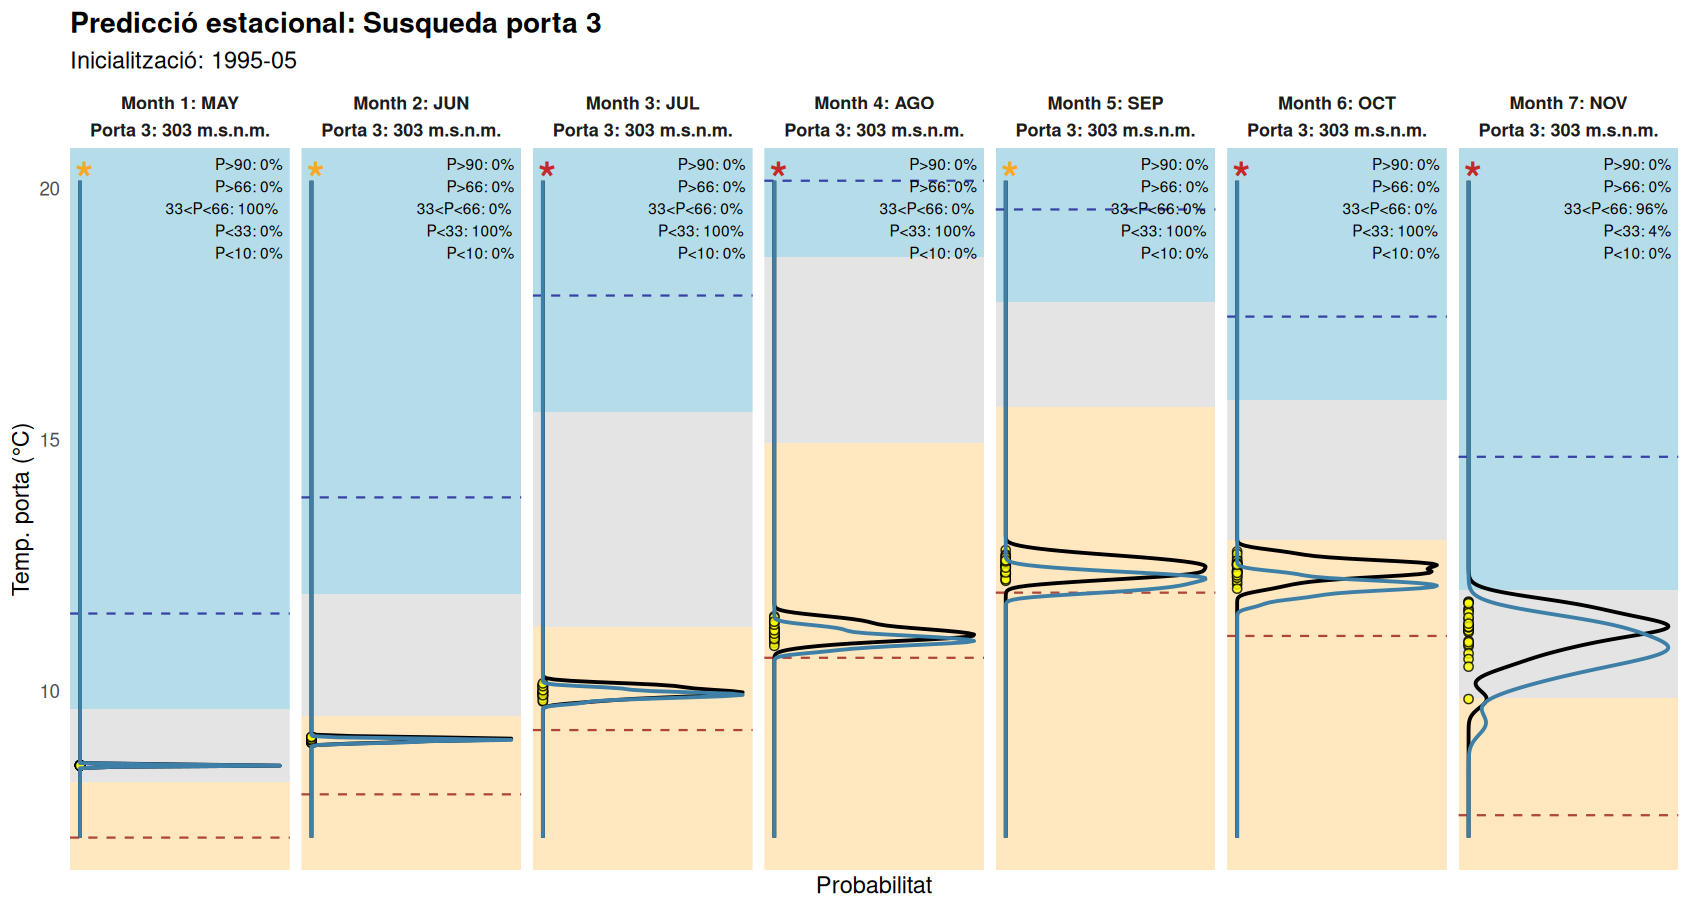 Predicció estacional: Susqueda porta 3
Inicialització: 1995-05
Month 1: MAY
Porta 3: 303 m.s.n.m.
Month 2: JUN
Porta 3: 303 m.s.n.m.
Month 3: JUL
Porta 3: 303 m.s.n.m.
Month 4: AGO
Porta 3: 303 m.s.n.m.
Month 5: SEP
Porta 3: 303 m.s.n.m.
Month 6: OCT
Porta 3: 303 m.s.n.m.
Month 7: NOV
Porta 3: 303 m.s.n.m.
*
P>90: 0%
P>66: 0%
33<P<66: 100%
P<33: 0%
P<10: 0%
*
P>90: 0%
P>66: 0%
33<P<66: 0%
P<33: 100%
P<10: 0%
*
P>90: 0%
P>66: 0%
33<P<66: 0%
P<33: 100%
P<10: 0%
*
P>90: 0%
P>66: 0%
33<P<66: 0%
P<33: 100%
P<10: 0%
*
P>90: 0%
P>66: 0%
33<P<66: 0%
P<33: 100%
P<10: 0%
*
P>90: 0%
P>66: 0%
33<P<66: 0%
P<33: 100%
P<10: 0%
*
P>90: 0%
P>66: 0%
33<P<66: 96%
P<33: 4%
P<10: 0%
20
15
10
Temp. porta (°C)
Probabilitat